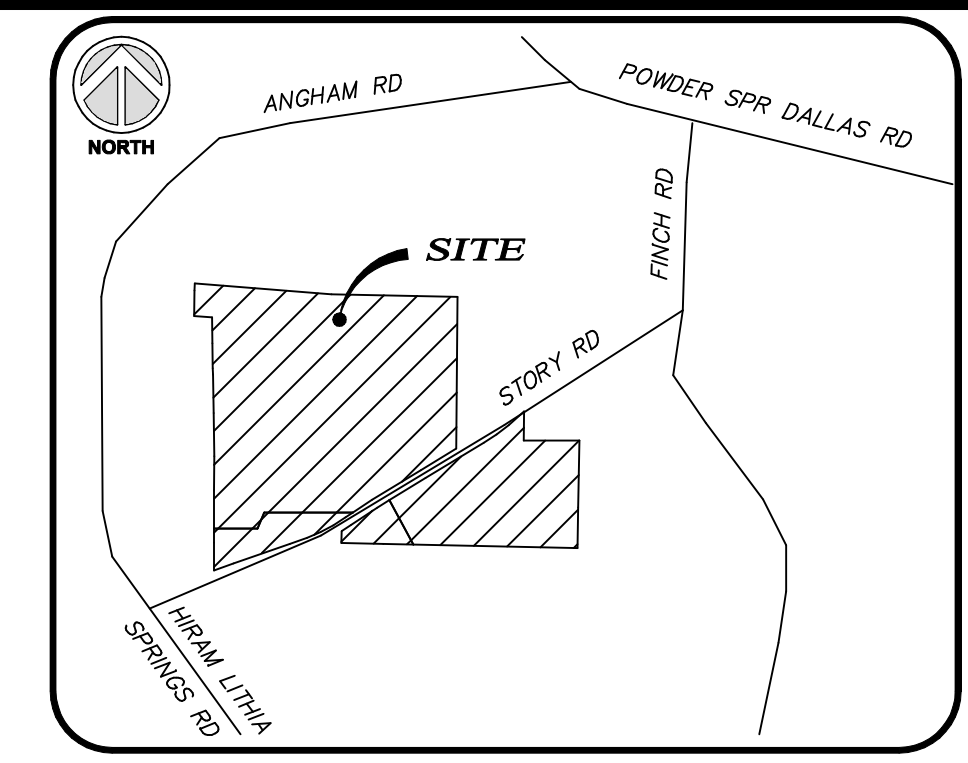 ANGHAM RD
POWDER SPR DALLAS RD
NORTH
FINCH RD
SITE
STORY RD
HIRAM LITHIA
SPRINGS RD